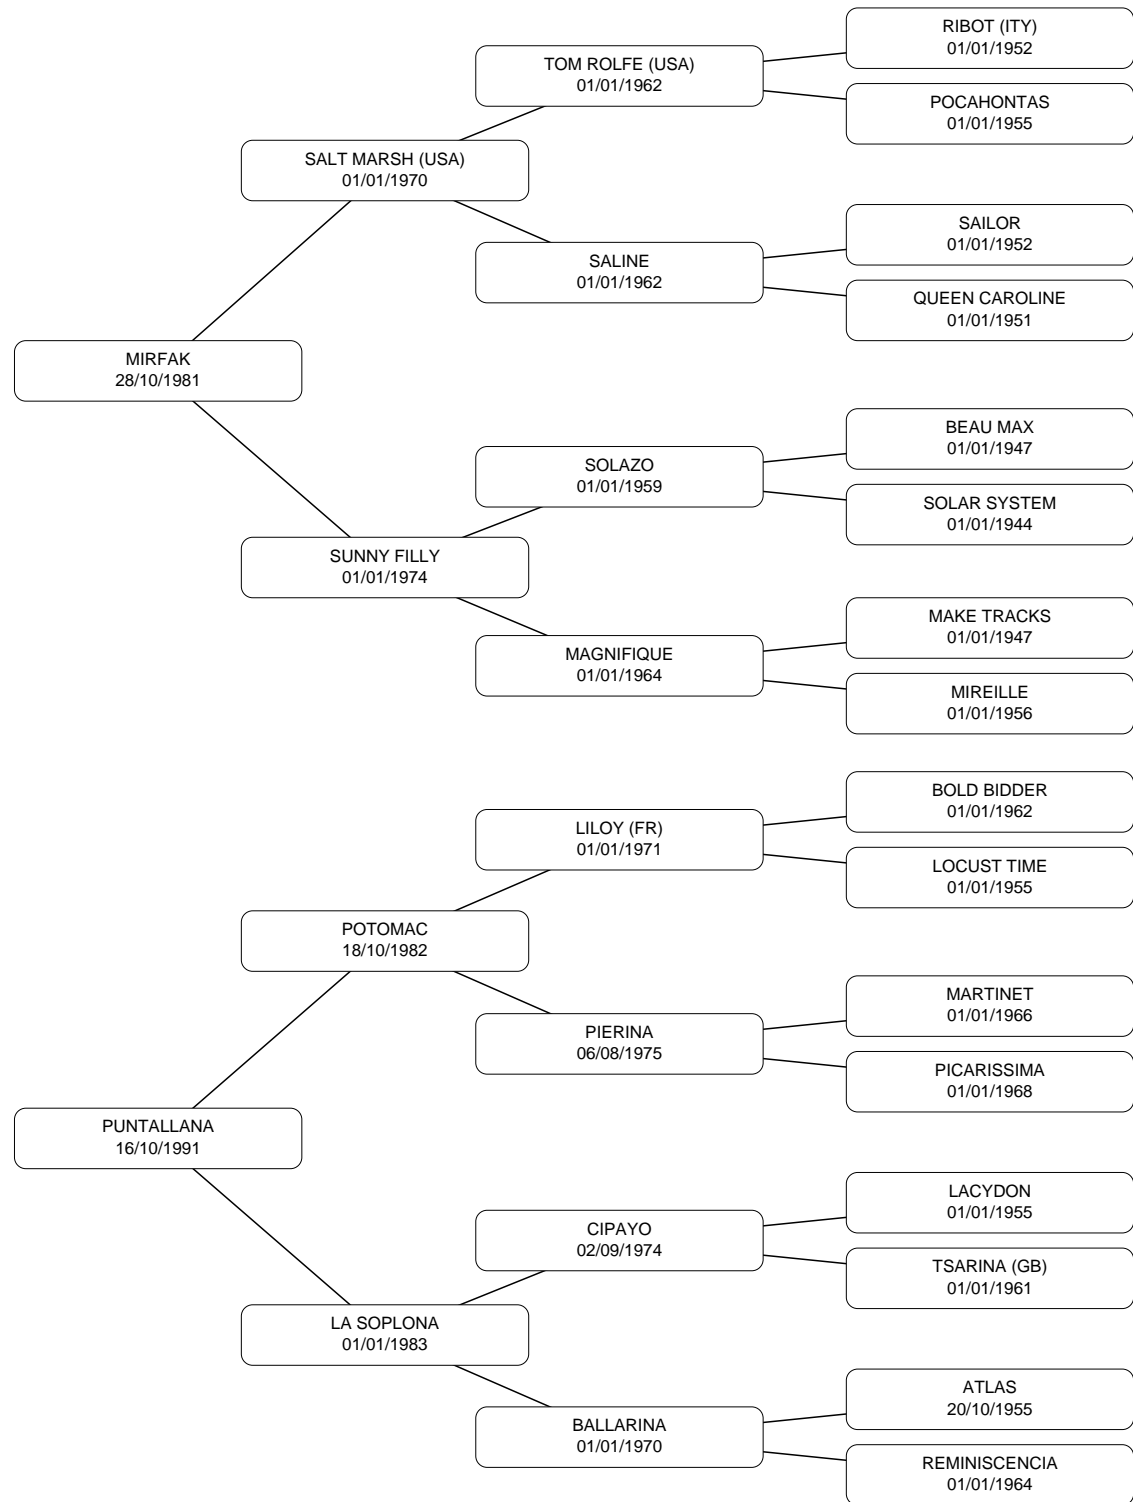 RIBOT (ITY)
01/01/1952
TOM ROLFE (USA)
01/01/1962
POCAHONTAS
01/01/1955
SALT MARSH (USA)
01/01/1970
SAILOR
01/01/1952
SALINE
01/01/1962
QUEEN CAROLINE
01/01/1951
MIRFAK
28/10/1981
BEAU MAX
01/01/1947
SOLAZO
01/01/1959
SOLAR SYSTEM
01/01/1944
SUNNY FILLY
01/01/1974
MAKE TRACKS
01/01/1947
MAGNIFIQUE
01/01/1964
MIREILLE
01/01/1956
BOLD BIDDER
01/01/1962
LILOY (FR)
01/01/1971
LOCUST TIME
01/01/1955
POTOMAC
18/10/1982
MARTINET
01/01/1966
PIERINA
06/08/1975
PICARISSIMA
01/01/1968
PUNTALLANA
16/10/1991
LACYDON
01/01/1955
CIPAYO
02/09/1974
TSARINA (GB)
01/01/1961
LA SOPLONA
01/01/1983
ATLAS
20/10/1955
BALLARINA
01/01/1970
REMINISCENCIA
01/01/1964